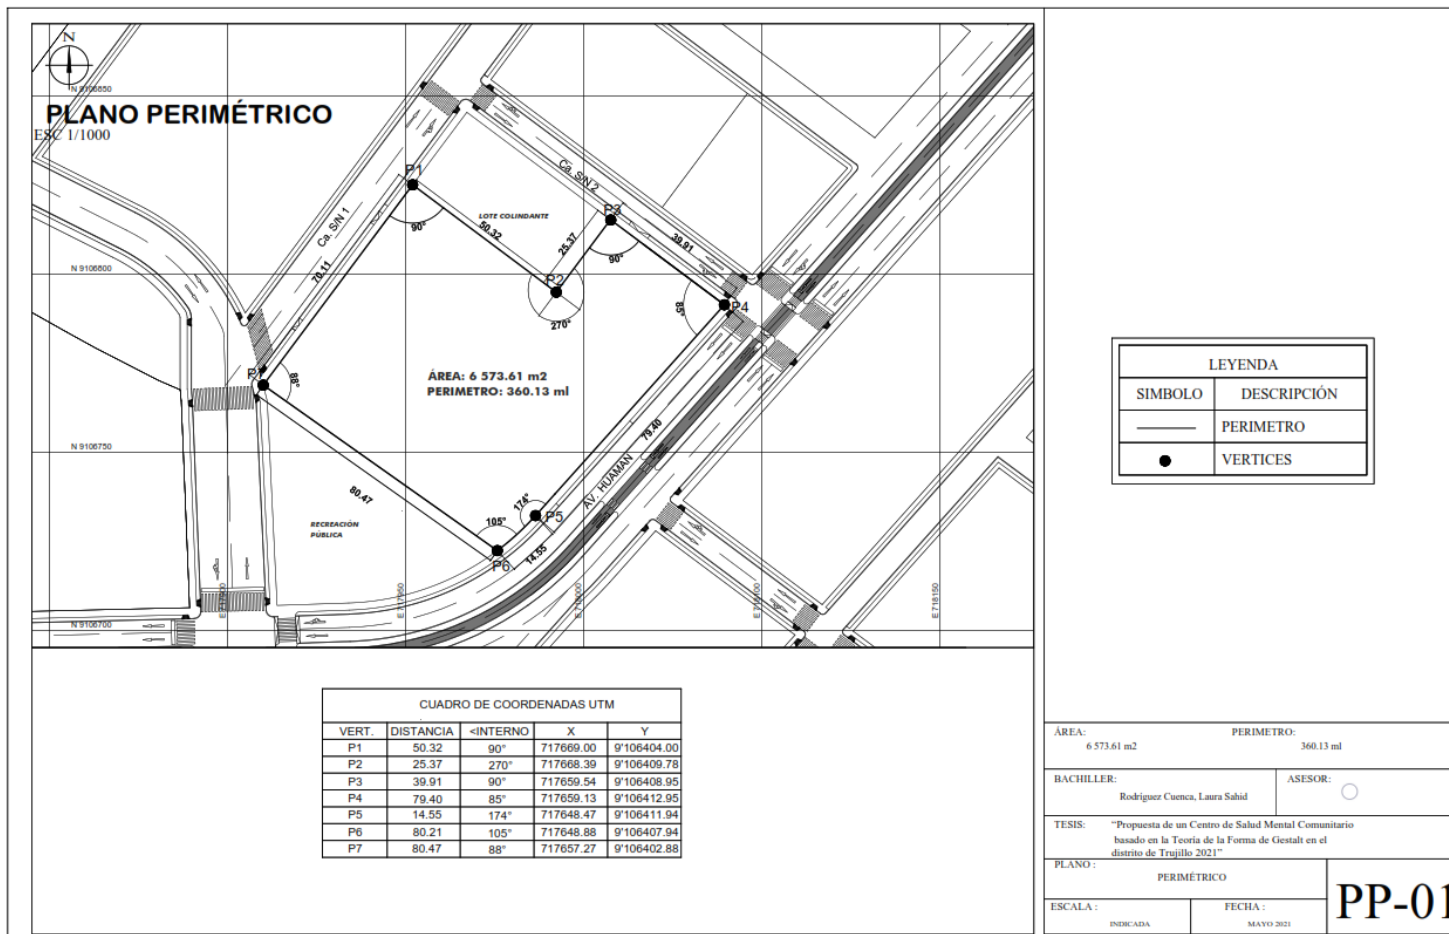 N
N 9106850
PLANO PERIMÉTRICO
ESC 1/1000
P1
90°
Ca. S/N 1
70.11
LOTE COLINDANTE
50.32
Ca. S/N 2
P3
25.37
90°
39.91
N 9106800
P2
270°
85°
P4
P
88°
ÁREA: 6 573.61 m2
PERIMETRO: 360.13 ml
N 9106750
79.40
AV. HUAMAN
80.47
174°
105°
P5
RECREACIÓN
PÚBLICA
14.55
P6
E 717900
E 717950
E 718000
E 718150
N 9106700
LEYENDA
SIMBOLO DESCRIPCIÓN
PERIMETRO
VERTICES
CUADRO DE COORDENADAS UTM
VERT. DISTANCIA <INTERNO X Y
P1 50.32 90° 717669.00 9'106404.00
P2 25.37 270° 717668.39 9'106409.78
P3 39.91 90° 717659.54 9'106408.95
P4 79.40 85° 717659.13 9'106412.95
P5 14.55 174° 717648.47 9'106411.94
P6 80.21 105° 717648.88 9'106407.94
P7 80.47 88° 717657.27 9'106402.88
ÁREA: PERIMETRO:
6 573.61 m2 360.13 ml
BACHILLER: ASESOR:
Rodríguez Cuenca, Laura Sahid
TESIS: "Propuesta de un Centro de Salud Mental Comunitario
basado en la Teoría de la Forma de Gestalt en el
distrito de Trujillo 2021"
PLANO :
PERIMÉTRICO
PP-01
ESCALA : FECHA :
INDICADA MAYO 2021